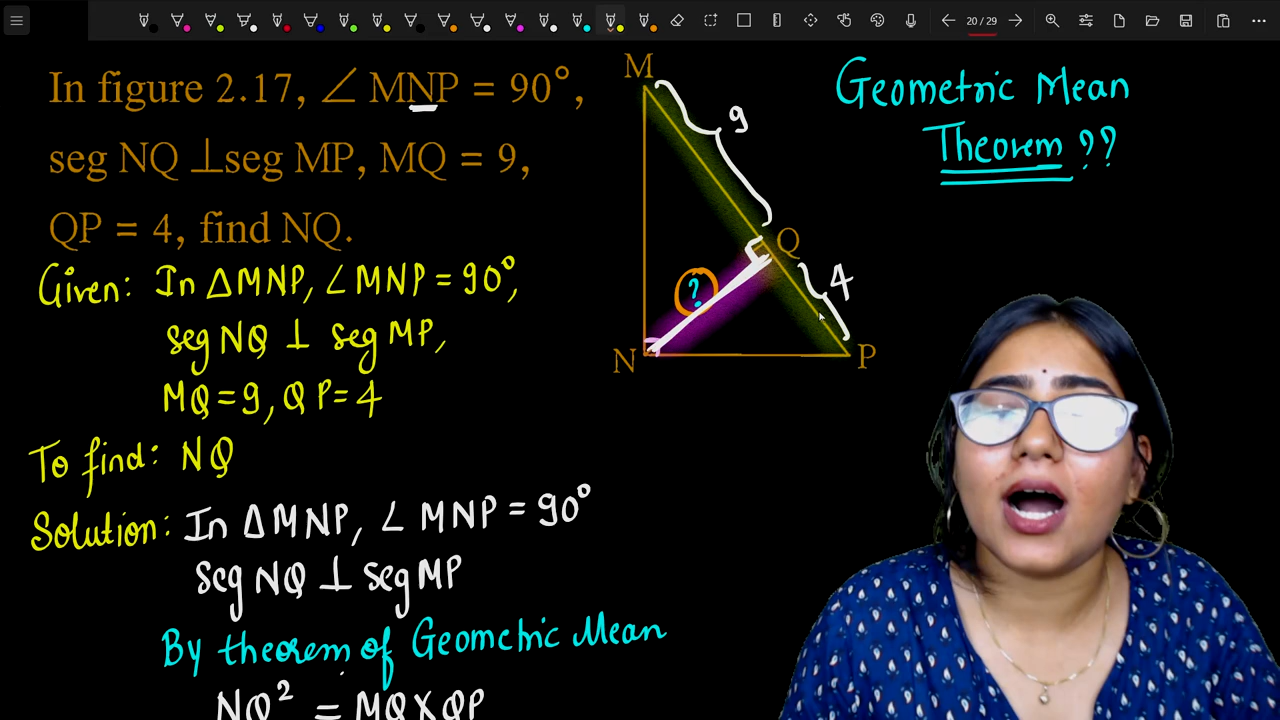 20 / 29
In figure 2.17, ∠ MNP = 90°,
seg NQ ⊥seg MP, MQ = 9,
QP = 4, find NQ.
Given: In △MNP, ∠MNP = 90°,
seg NQ ⊥ seg MP,
MQ = 9, QP = 4
To find: NQ
Solution: In △MNP, ∠ MNP = 90°
seg NQ ⊥ seg MP
By theorem of Geometric Mean
NQ² = MQ X QP
M
9
Q
?
4
N
P
Geometric Mean
Theorem ??